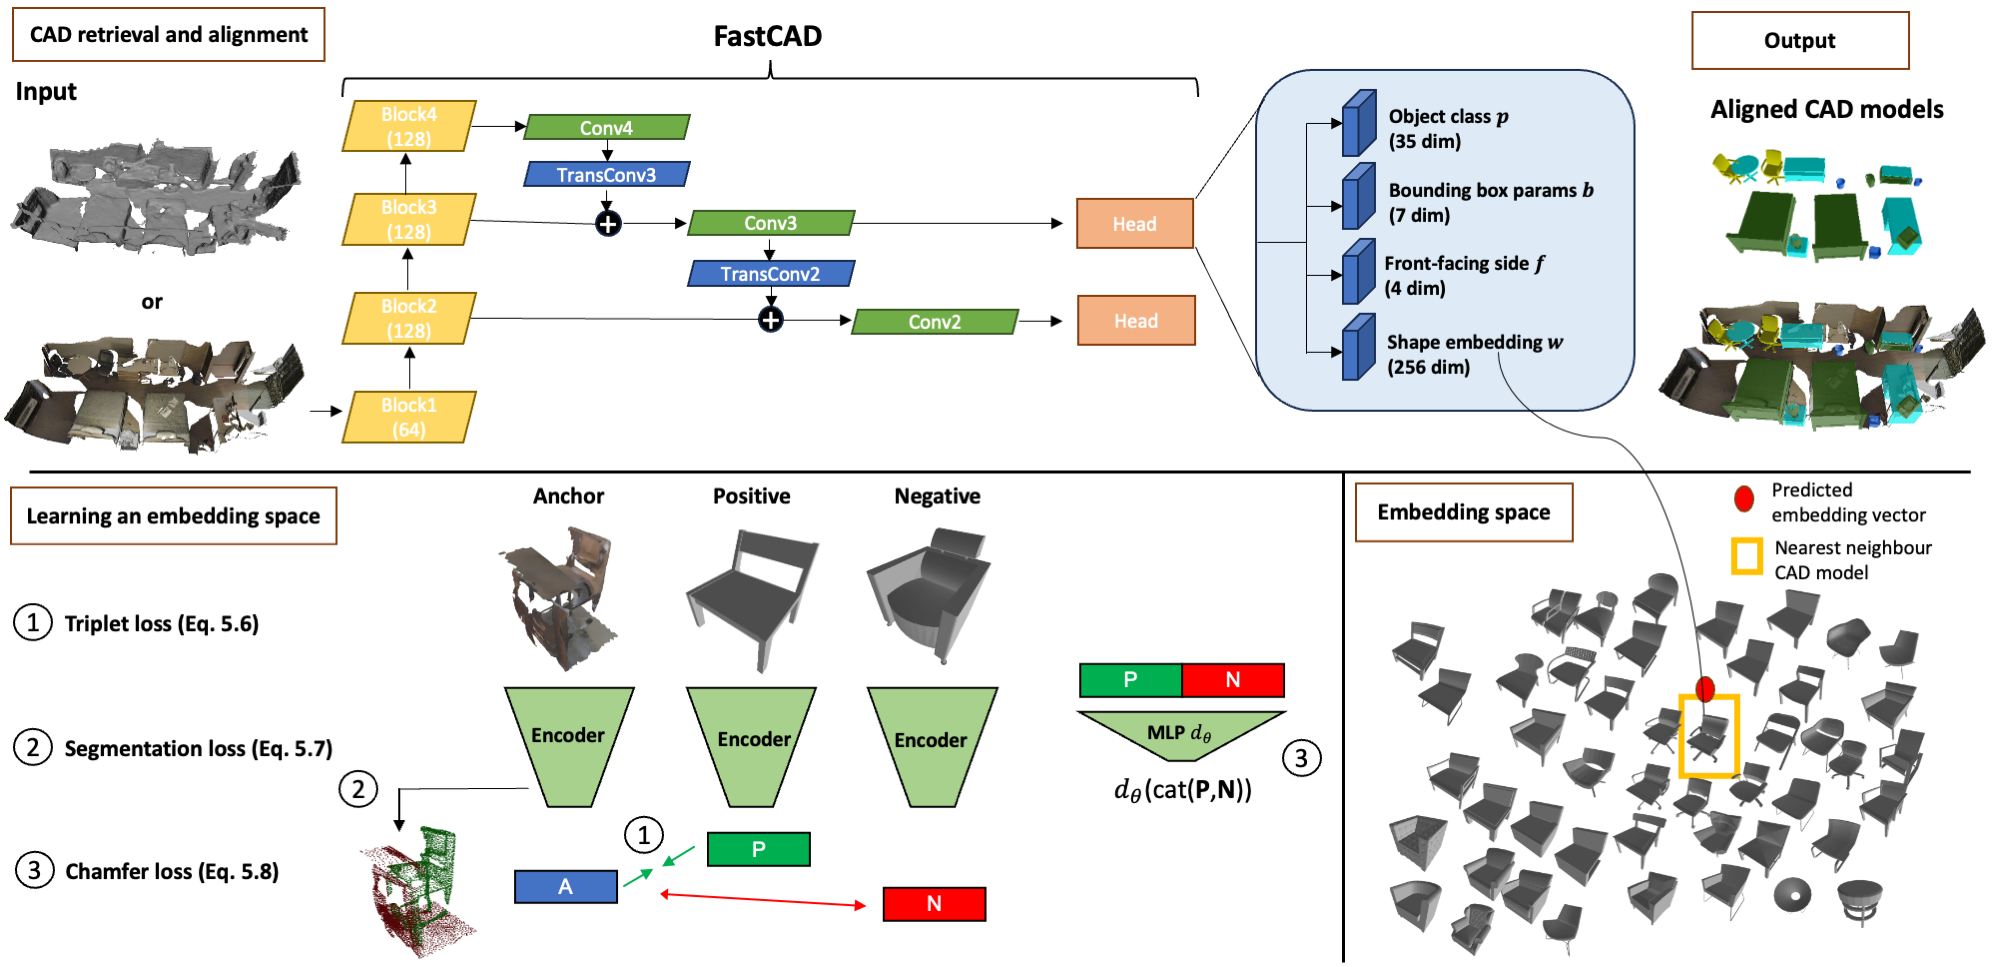 CAD retrieval and alignment
FastCAD
Output
Input
or
Block4
(128)
Block3
(128)
Block2
(128)
Block1
(64)
Conv4
TransConv3
+
Conv3
TransConv2
+
Conv2
Head
Head
Object class p
(35 dim)
Bounding box params b
(7 dim)
Front-facing side f
(4 dim)
Shape embedding w
(256 dim)
Aligned CAD models
Learning an embedding space
Anchor
Positive
Negative
1 Triplet loss (Eq. 5.6)
2 Segmentation loss (Eq. 5.7)
3 Chamfer loss (Eq. 5.8)
Encoder
Encoder
Encoder
2
1
A
P
N
P
N
MLP dθ
3
dθ(cat(P,N))
Embedding space
Predicted
embedding vector
Nearest neighbour
CAD model